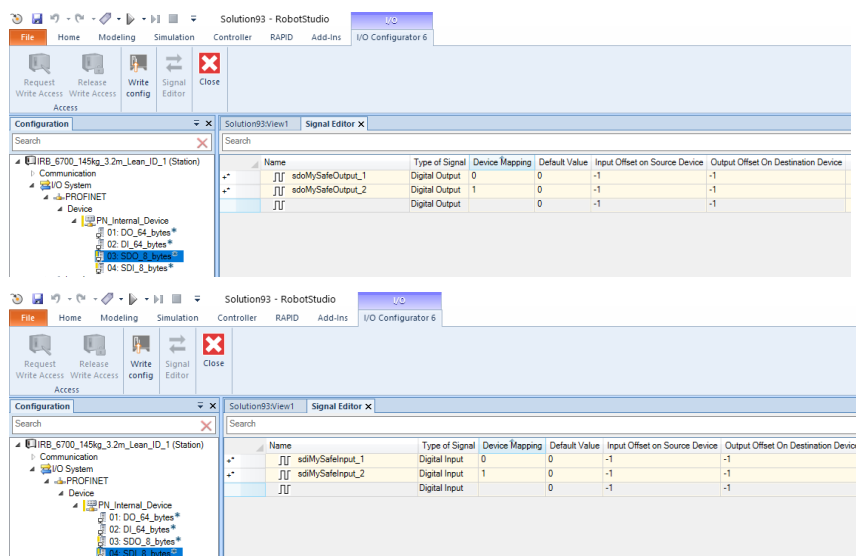 Solution93 - RobotStudio I/O
File Home Modeling Simulation Controller RAPID Add-Ins I/O Configurator 6
Request Write Access Release Write Access Write config Signal Editor Close
Access
Configuration Solution93:View1 Signal Editor X
Search Search
IRB_6700_145kg_3.2m_Lean_ID_1 (Station) Name Type of Signal Device Mapping Default Value Input Offset on Source Device Output Offset On Destination Device
Communication sdoMySafeOutput_1 Digital Output 0 0 -1 -1
I/O System sdoMySafeOutput_2 Digital Output 1 0 -1 -1
PROFINET Digital Output 0 -1 -1
Device
PN_Internal_Device
01: DO_64_bytes*
02: DI_64_bytes*
03: SDO_8_bytes
04: SDI_8_bytes*
Solution93 - RobotStudio I/O
File Home Modeling Simulation Controller RAPID Add-Ins I/O Configurator 6
Request Write Access Release Write Access Write config Signal Editor Close
Access
Configuration Solution93:View1 Signal Editor X
Search Search
IRB_6700_145kg_3.2m_Lean_ID_1 (Station) Name Type of Signal Device Mapping Default Value Input Offset on Source Device Output Offset On Destination Device
Communication sdiMySafeInput_1 Digital Input 0 0 -1 -1
I/O System sdiMySafeInput_2 Digital Input 1 0 -1 -1
PROFINET Digital Input 0 -1 -1
Device
PN_Internal_Device
01: DO_64_bytes*
02: DI_64_bytes*
03: SDO_8_bytes*
04: SDI_8_bytes